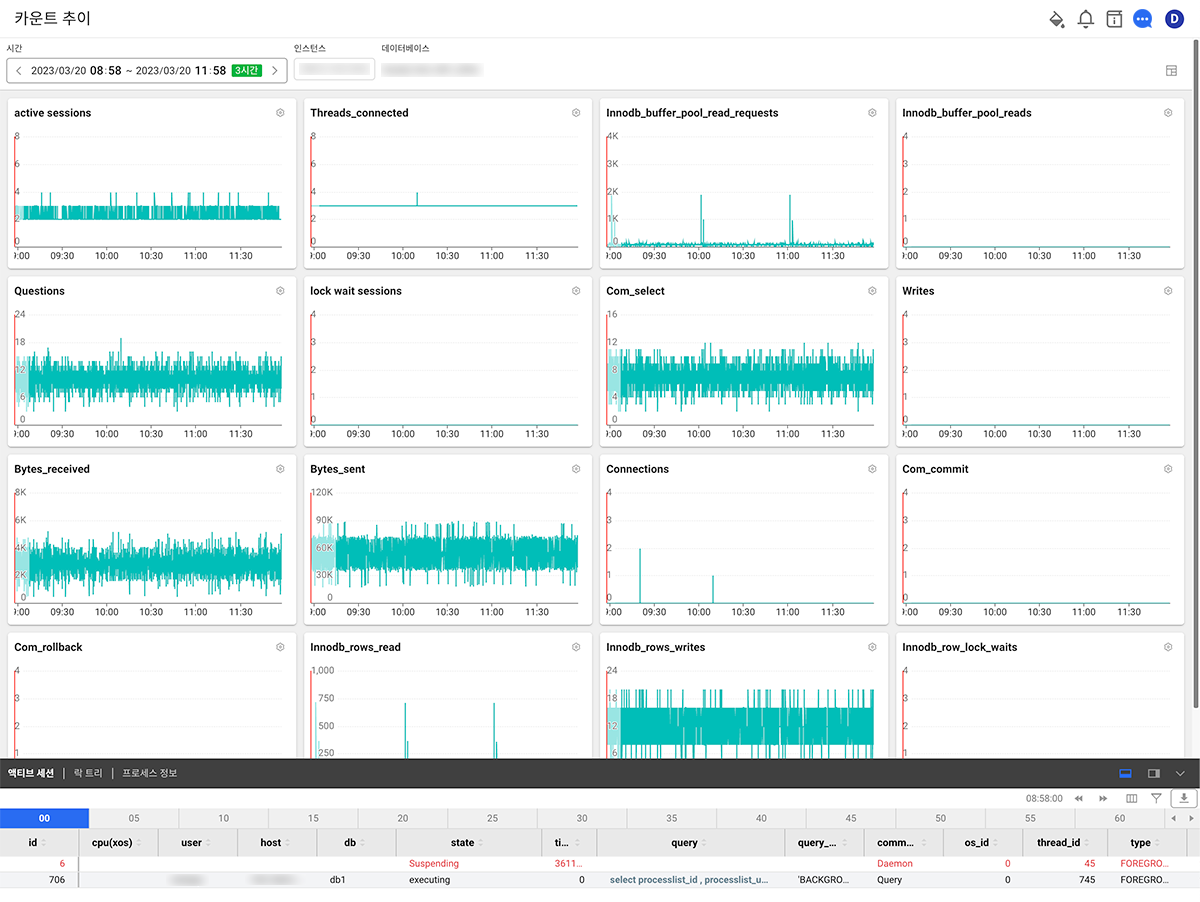 카운트 추이
D
시간 인스턴스 데이터베이스
2023/03/20 08:58 ~ 2023/03/20 11:58 3시간
active sessions
8
6
4
2
0
09:00 09:30 10:00 10:30 11:00 11:30
Threads_connected
8
6
4
2
0
09:00 09:30 10:00 10:30 11:00 11:30
Innodb_buffer_pool_read_requests
4K
3K
2K
1K
0
09:00 09:30 10:00 10:30 11:00 11:30
Innodb_buffer_pool_reads
4
3
2
1
0
09:00 09:30 10:00 10:30 11:00 11:30
Questions
24
18
12
6
0
09:00 09:30 10:00 10:30 11:00 11:30
lock wait sessions
4
3
2
1
0
09:00 09:30 10:00 10:30 11:00 11:30
Com_select
16
12
8
4
0
09:00 09:30 10:00 10:30 11:00 11:30
Writes
4
3
2
1
0
09:00 09:30 10:00 10:30 11:00 11:30
Bytes_received
8K
6K
4K
2K
0
09:00 09:30 10:00 10:30 11:00 11:30
Bytes_sent
120K
90K
60K
30K
0
09:00 09:30 10:00 10:30 11:00 11:30
Connections
4
3
2
1
0
09:00 09:30 10:00 10:30 11:00 11:30
Com_commit
4
3
2
1
0
09:00 09:30 10:00 10:30 11:00 11:30
Com_rollback
4
3
2
1
Innodb_rows_read
1,000
750
500
250
Innodb_rows_writes
24
18
12
6
Innodb_row_lock_waits
4
3
2
1
액티브 세션 | 락 트리 | 프로세스 정보
08:58:00
00 05 10 15 20 25 30 35 40 45 50 55 60
id cpu(xos) user host db state ti... query query_... comm... os_id thread_id type
6 Suspending 3611... Daemon 0 45 FOREGRO...
706 db1 executing 0 select processlist_id , processlist_u... 'BACKGRO... Query 0 745 FOREGRO...